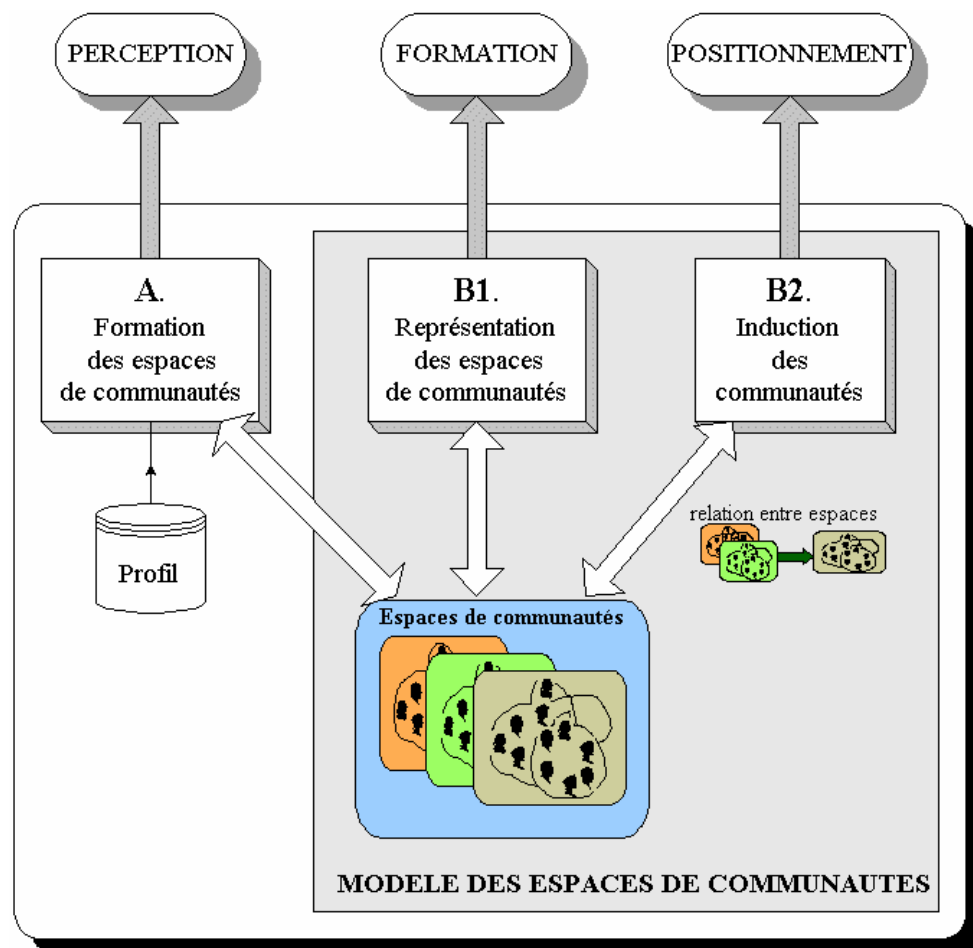 PERCEPTION
FORMATION
POSITIONNEMENT
A.
Formation
des espaces
de communautés
B1.
Représentation
des espaces
de communautés
B2.
Induction
des
communautés
Profil
relation entre espaces
Espaces de communautés
MODELE DES ESPACES DE COMMUNAUTES